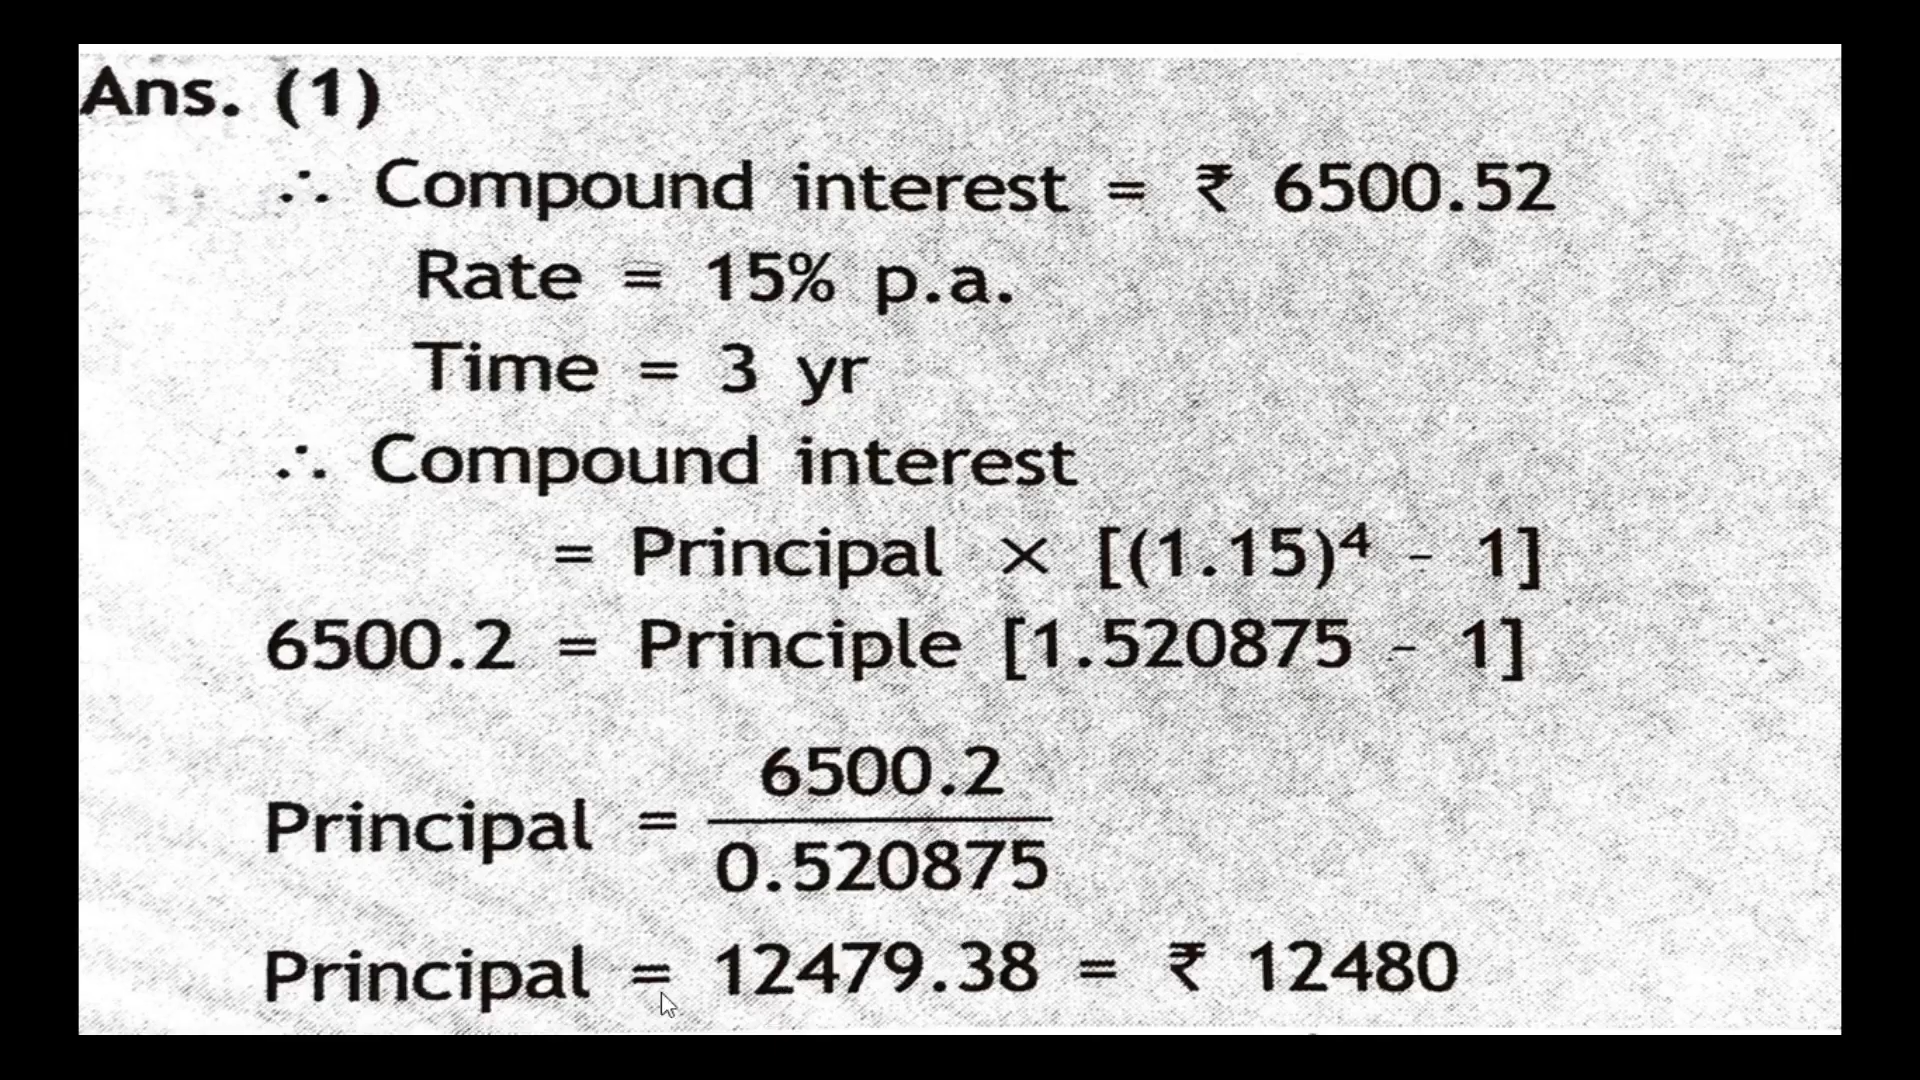 Ans. (1)
∴ Compound interest = ₹ 6500.52
Rate = 15% p.a.
Time = 3 yr
∴ Compound interest
= Principal × [(1.15)⁴ - 1]
6500.2 = Principle [1.520875 - 1]
Principal = 6500.2 / 0.520875
Principal = 12479.38 = ₹ 12480